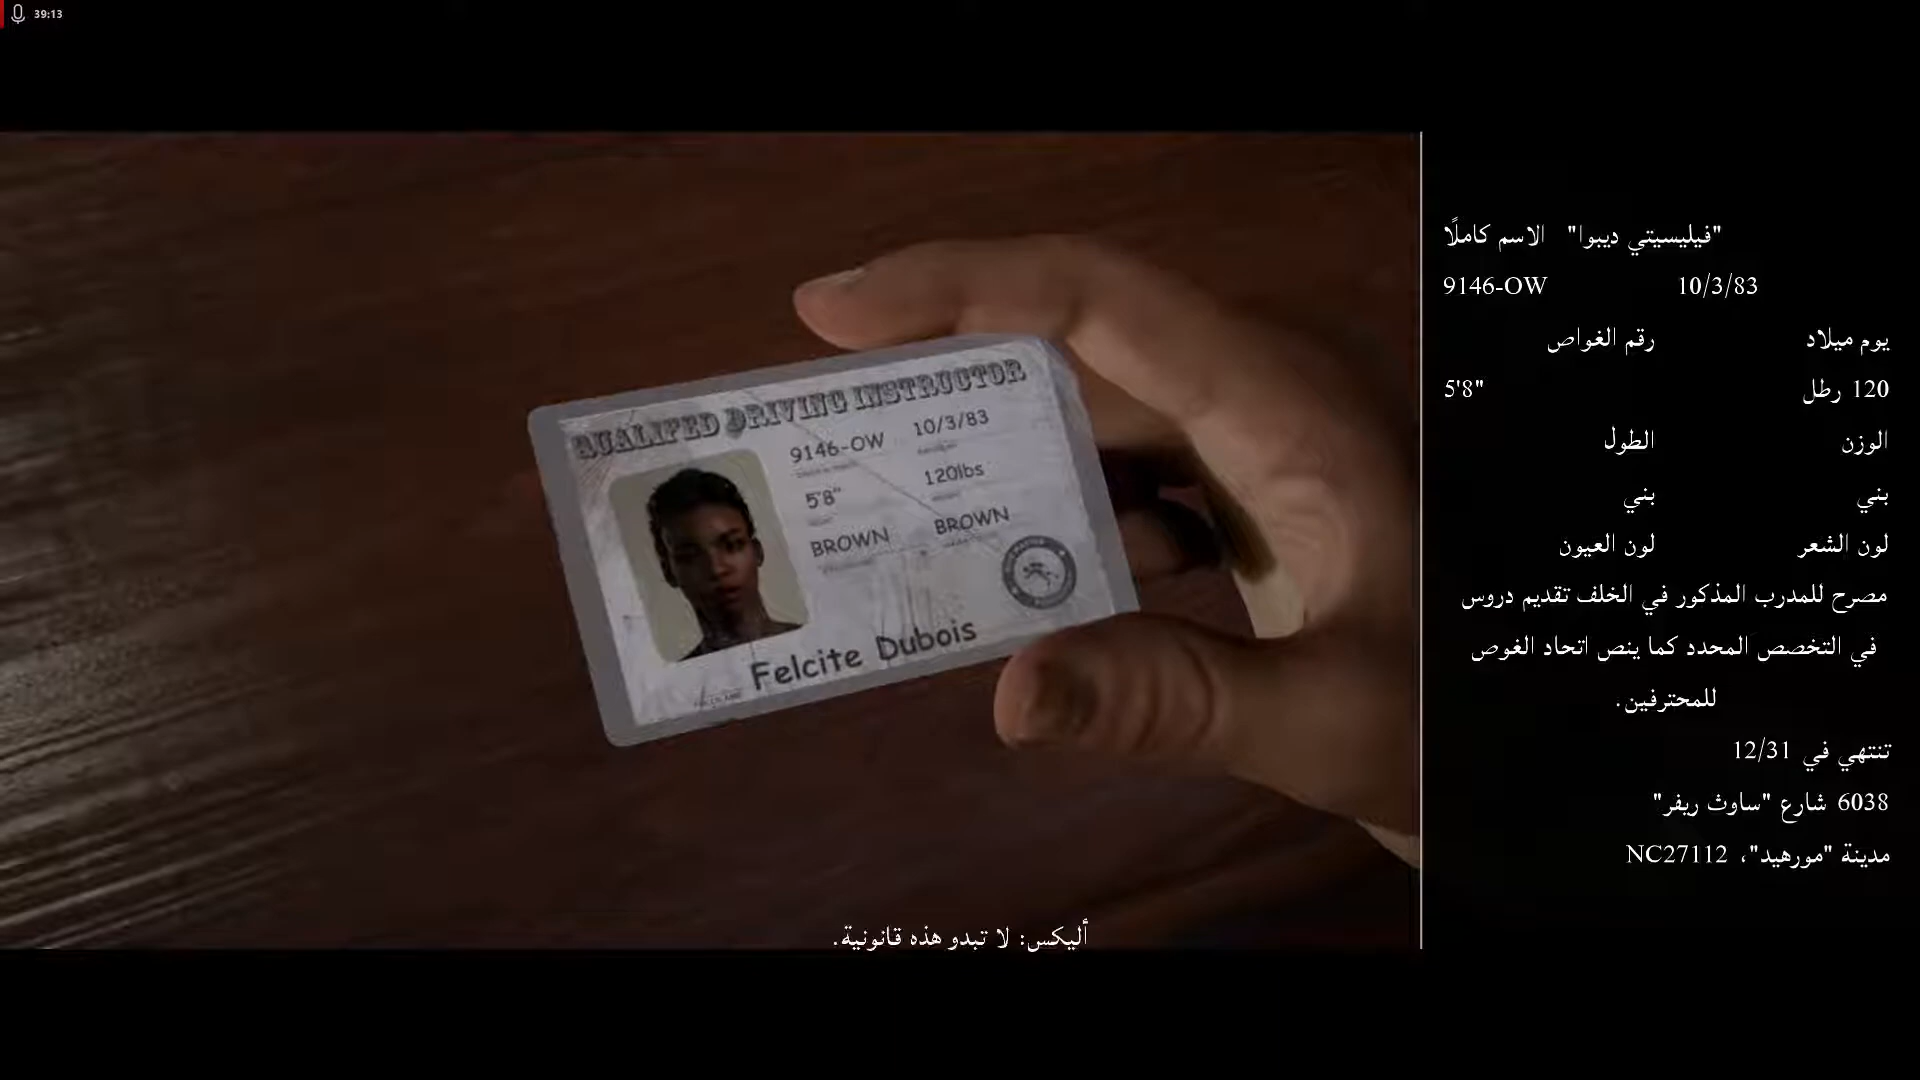 39:13
QUALIFED DRIVING INSTRUCTOR
9146-OW 10/3/83
5'8" 120lbs
BROWN BROWN
Felcite Dubois
الاسم كاملًا "فيليسيتي ديبوا"
9146-OW 10/3/83
يوم ميلاد رقم الغواص
120 رطل 5'8"
الوزن الطول
بني بني
لون الشعر لون العيون
مصرح للمدرب المذكور في الخلف تقديم دروس
في التخصص المحدد كما ينص اتحاد الغوص
للمحترفين.
تنتهي في 12/31
6038 شارع "ساوث ريفر"
مدينة "مورهيد"، NC27112
أليكس: لا تبدو هذه قانونية.